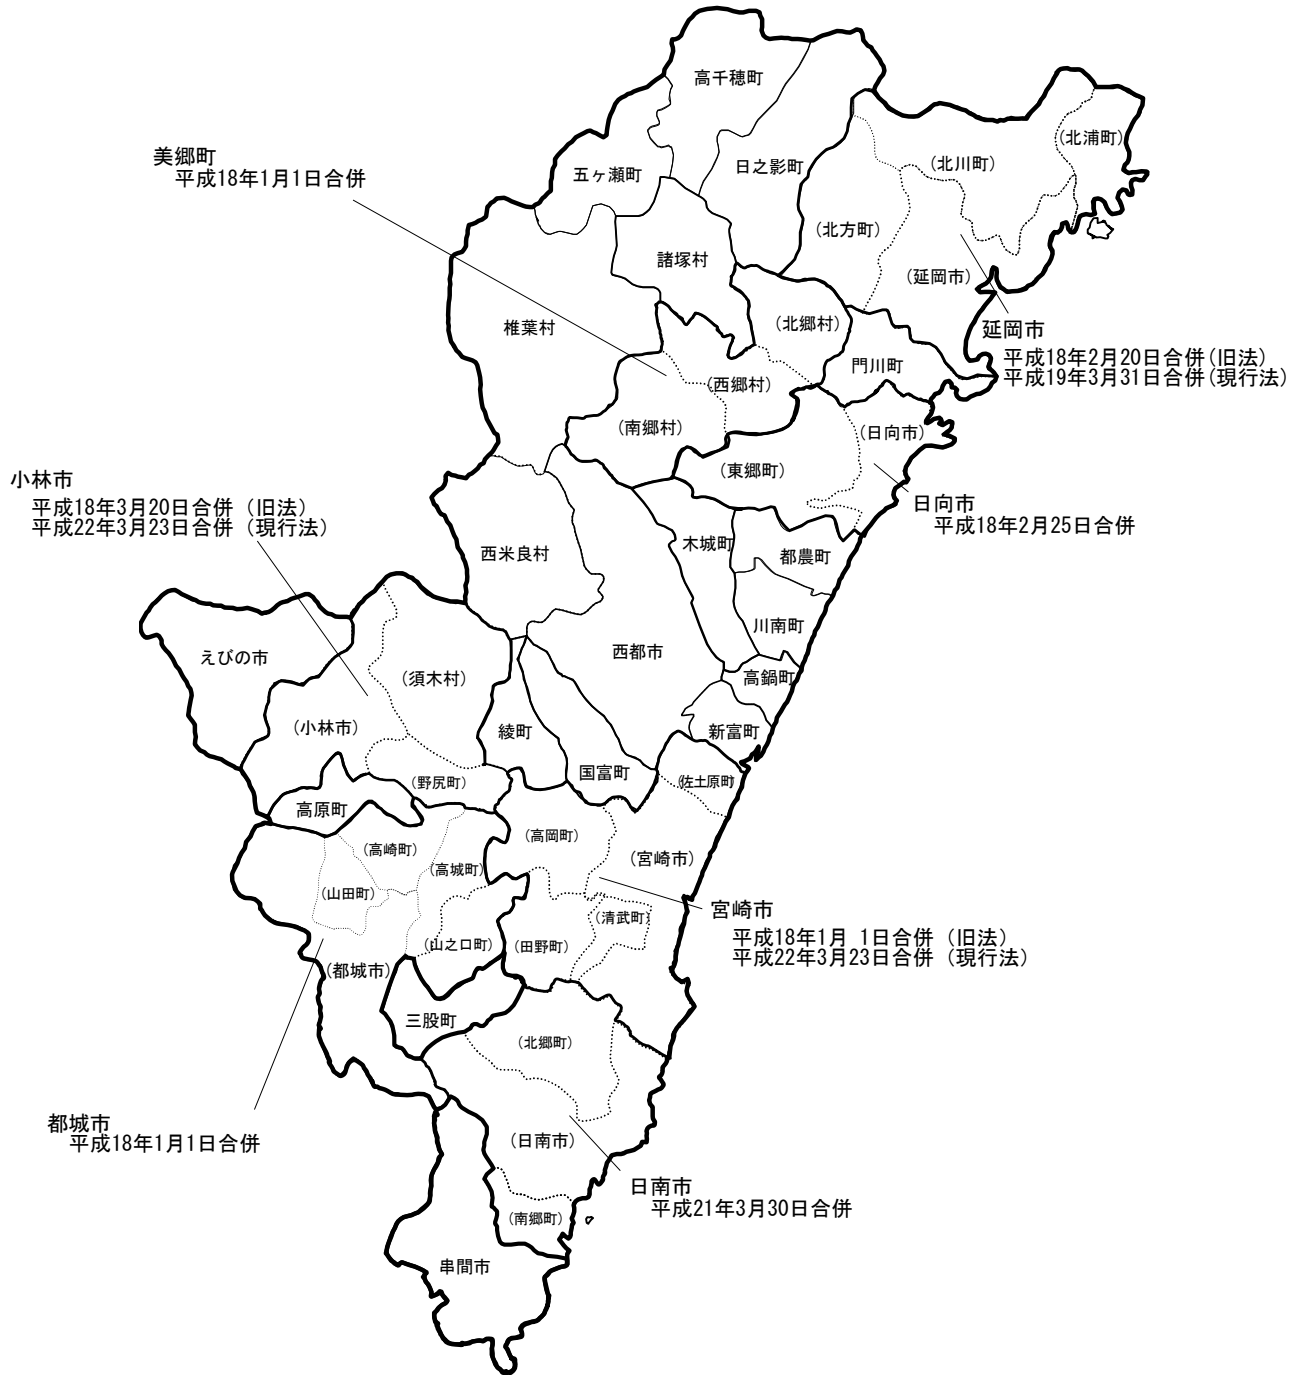 高千穂町
(北浦町)
美郷町
平成18年1月1日合併
五ヶ瀬町
日之影町
(北川町)
(北方町)
諸塚村
(延岡市)
椎葉村
(北郷村)
延岡市
平成18年2月20日合併(旧法)
平成19年3月31日合併(現行法)
門川町
(西郷村)
(南郷村)
(日向市)
(東郷町)
小林市
平成18年3月20日合併(旧法)
平成22年3月23日合併(現行法)
日向市
平成18年2月25日合併
西米良村
木城町
都農町
川南町
えびの市
西都市
(須木村)
高鍋町
(小林市)
綾町
新富町
国富町
(野尻町)
(佐土原町)
高原町
(高岡町)
(高崎町)
(宮崎市)
(高城町)
(山田町)
宮崎市
平成18年1月 1日合併(旧法)
平成22年3月23日合併(現行法)
(清武町)
(山之口町)
(田野町)
(都城市)
三股町
(北郷町)
都城市
平成18年1月1日合併
(日南市)
日南市
平成21年3月30日合併
(南郷町)
串間市